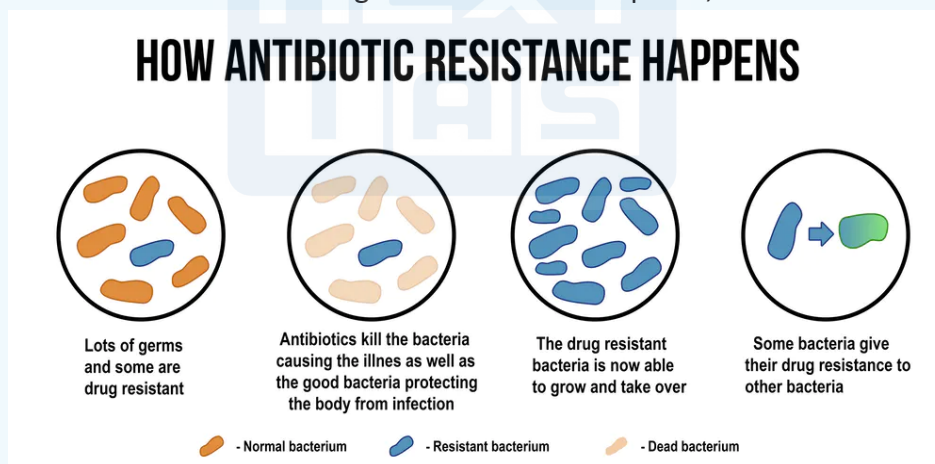 HOW ANTIBIOTIC RESISTANCE HAPPENS
NEXT
IAS
Lots of germs
and some are
drug resistant
Antibiotics kill the bacteria
causing the illnes as well as
the good bacteria protecting
the body from infection
The drug resistant
bacteria is now able
to grow and take over
Some bacteria give
their drug resistance to
other bacteria
- Normal bacterium
- Resistant bacterium
- Dead bacterium